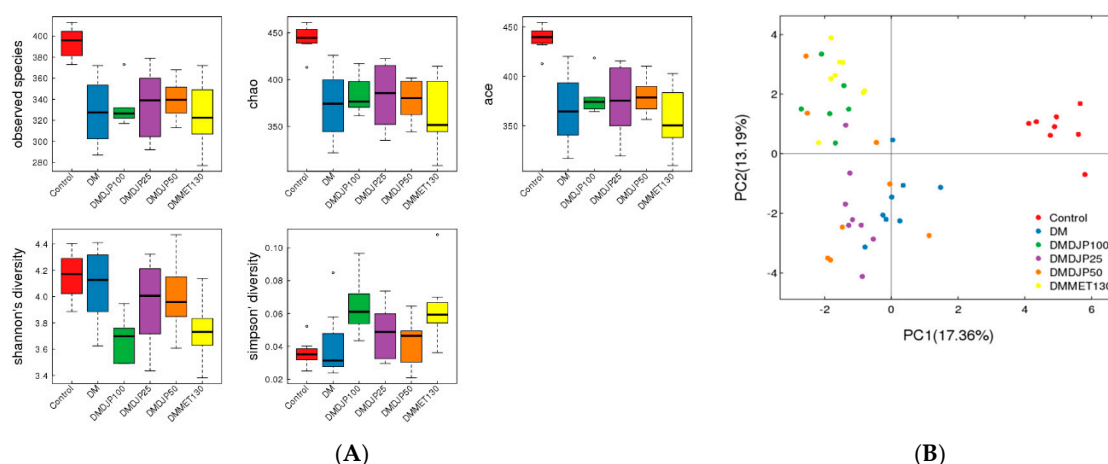 observed species
400
380
360
340
320
300
280
Control
DM
DMDJP100
DMDJP25
DMDJP50
DMMET130
chao
450
400
350
Control
DM
DMDJP100
DMDJP25
DMDJP50
DMMET130
ace
450
400
350
Control
DM
DMDJP100
DMDJP25
DMDJP50
DMMET130
shannon's diversity
4.4
4.2
4.0
3.8
3.6
3.4
Control
DM
DMDJP100
DMDJP25
DMDJP50
DMMET130
simpson' diversity
0.10
0.08
0.06
0.04
0.02
Control
DM
DMDJP100
DMDJP25
DMDJP50
DMMET130
(A)
PC2(13.19%)
4
2
0
-2
-4
-2
0
2
4
6
PC1(17.36%)
Control
DM
DMDJP100
DMDJP25
DMDJP50
DMMET130
(B)